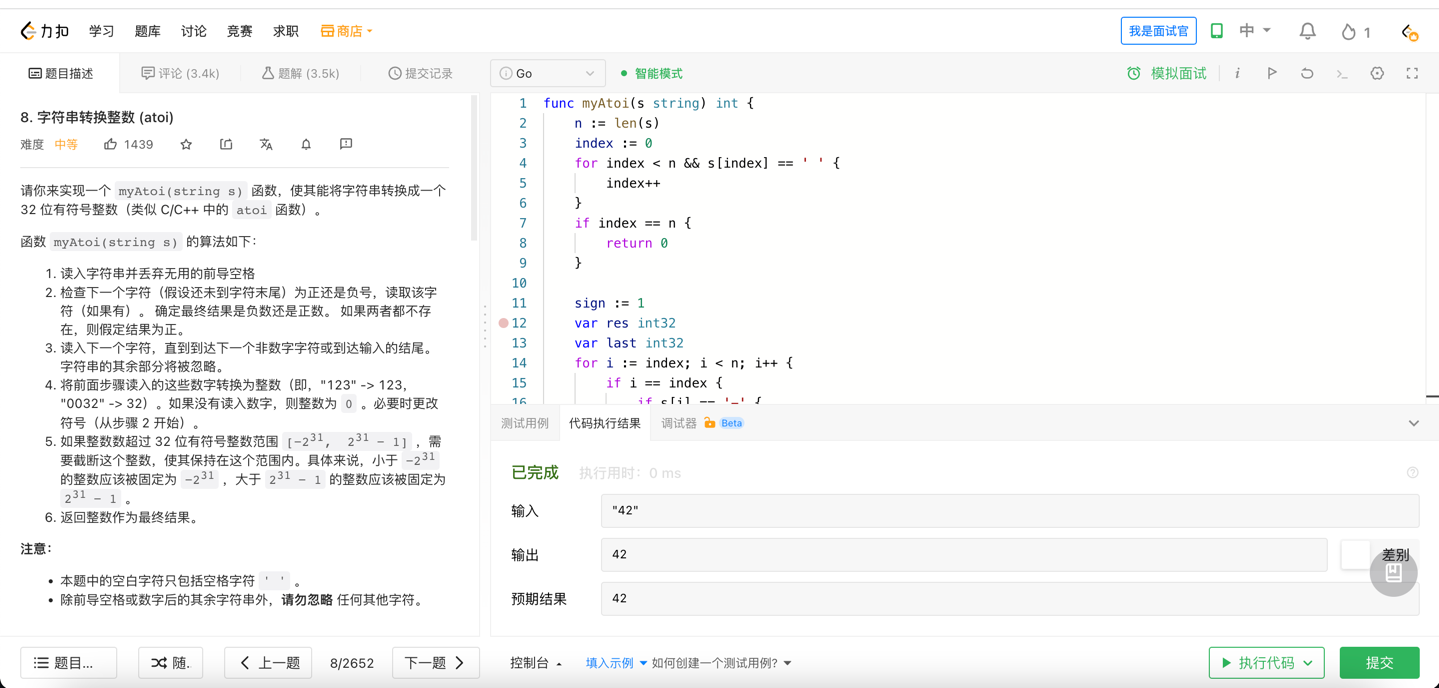 力扣 学习 题库 讨论 竞赛 求职 商店 我是面试官 中 1
题目描述 评论 (3.4k) 题解 (3.5k) 提交记录 i Go 智能模式 模拟面试 i
8. 字符串转换整数 (atoi)
难度 中等 1439
请你来实现一个 myAtoi(string s) 函数，使其能将字符串转换成一个
32 位有符号整数（类似 C/C++ 中的 atoi 函数）。
函数 myAtoi(string s) 的算法如下：
1. 读入字符串并丢弃无用的前导空格
2. 检查下一个字符（假设还未到字符末尾）为正还是负号，读取该字
符（如果有）。 确定最终结果是负数还是正数。 如果两者都不存
在，则假定结果为正。
3. 读入下一个字符，直到到达下一个非数字字符或到达输入的结尾。
字符串的其余部分将被忽略。
4. 将前面步骤读入的这些数字转换为整数（即，"123" -> 123，
"0032" -> 32）。如果没有读入数字，则整数为 0 。必要时更改
符号（从步骤 2 开始）。
5. 如果整数数超过 32 位有符号整数范围 [−2³¹, 2³¹ − 1] ，需
要截断这个整数，使其保持在这个范围内。具体来说，小于 −2³¹
的整数应该被固定为 −2³¹ ，大于 2³¹ − 1 的整数应该被固定为
2³¹ − 1 。
6. 返回整数作为最终结果。
注意：
• 本题中的空白字符只包括空格字符 ' ' 。
• 除前导空格或数字后的其余字符串外，请勿忽略 任何其他字符。
1 func myAtoi(s string) int {
2 n := len(s)
3 index := 0
4 for index < n && s[index] == ' ' {
5 index++
6 }
7 if index == n {
8 return 0
9 }
10
11 sign := 1
12 var res int32
13 var last int32
14 for i := index; i < n; i++ {
15 if i == index {
16 if s[i] == '-' {
测试用例 代码执行结果 调试器 Beta
已完成 执行用时：0 ms
输入 "42"
输出 42 差别
预期结果 42
题目... 随. 上一题 8/2652 下一题 控制台 填入示例 如何创建一个测试用例? 执行代码 提交